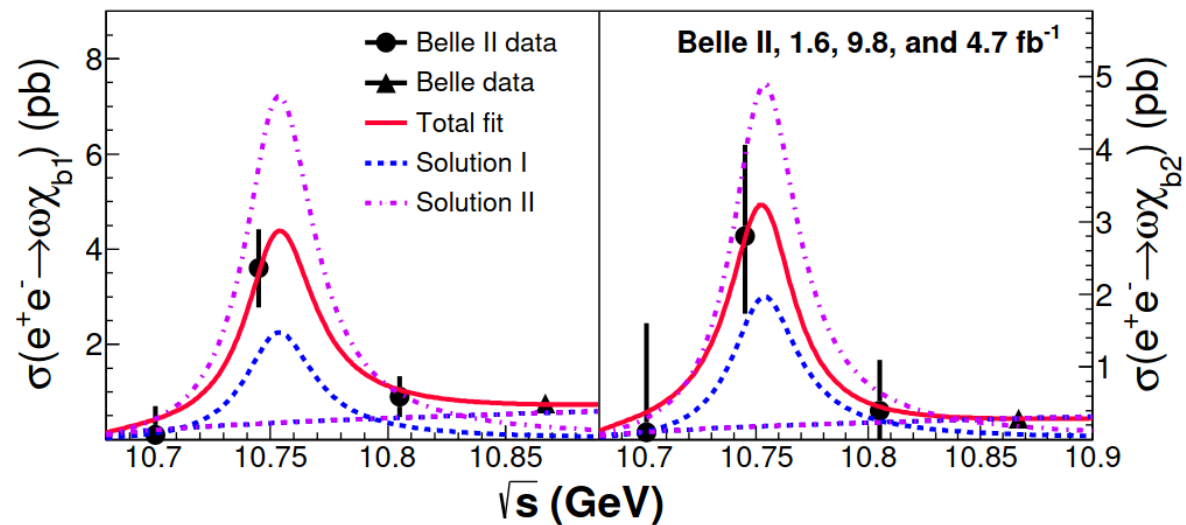 σ(e⁺e⁻→ωχ_b1) (pb)
8
6
4
2
Belle II data
Belle data
Total fit
Solution I
Solution II
Belle II, 1.6, 9.8, and 4.7 fb⁻¹
5
4
3
2
1
σ(e⁺e⁻→ωχ_b2) (pb)
10.7 10.75 10.8 10.85 10.7 10.75 10.8 10.85 10.9
√s (GeV)